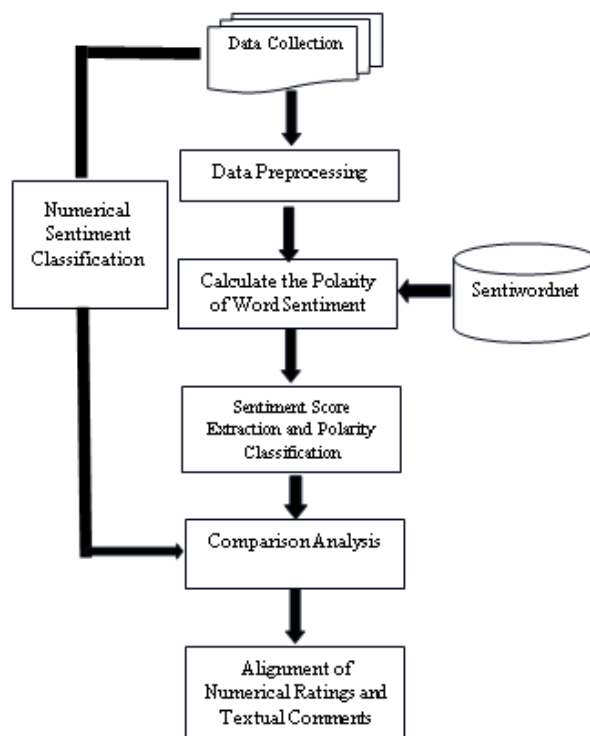 Data Collection
Data Preprocessing
Numerical
Sentiment
Classification
Calculate the Polarity
of Word Sentiment
Sentiwordnet
Sentiment Score
Extraction and Polarity
Classification
Comparison Analysis
Alignment of
Numerical Ratings and
Textual Comments